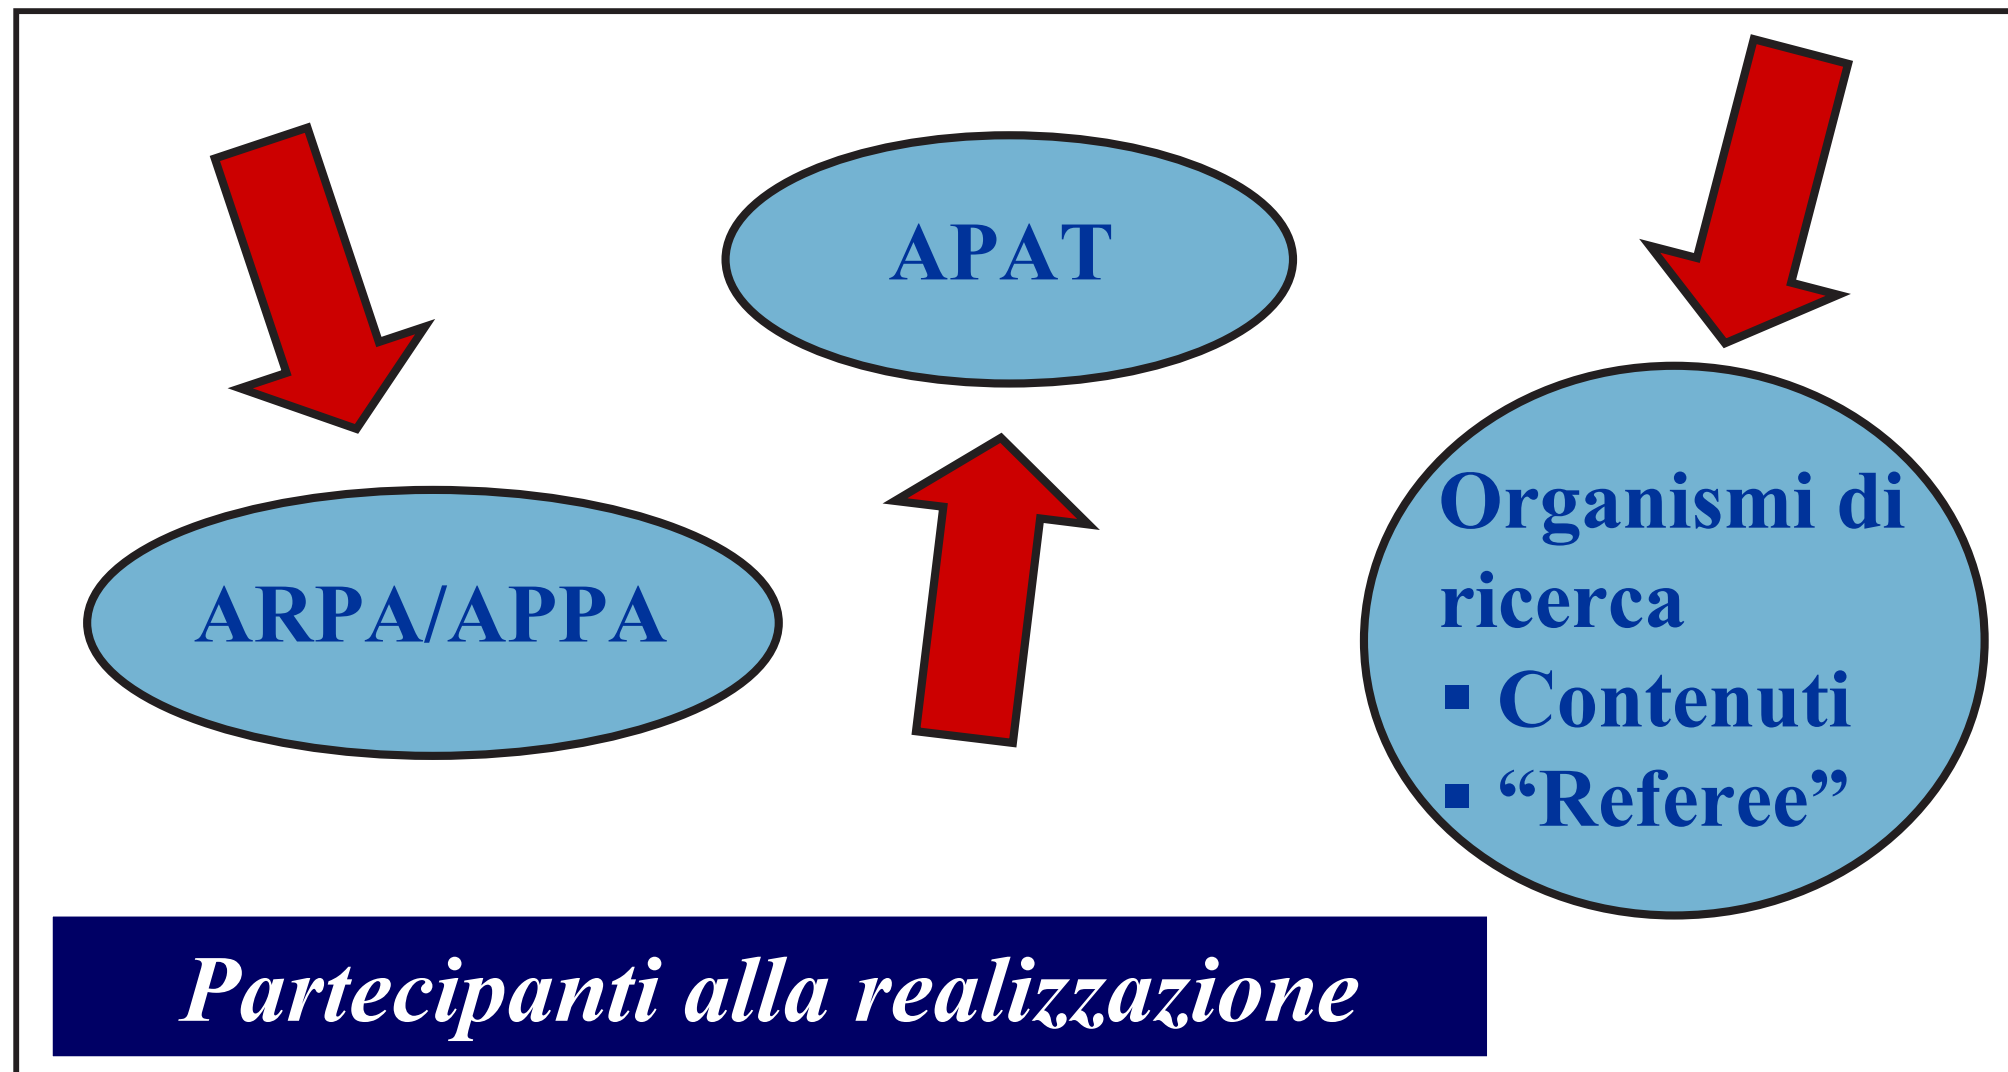 APAT
ARPA/APPA
Organismi di
ricerca
▪ Contenuti
▪ “Referee”
Partecipanti alla realizzazione